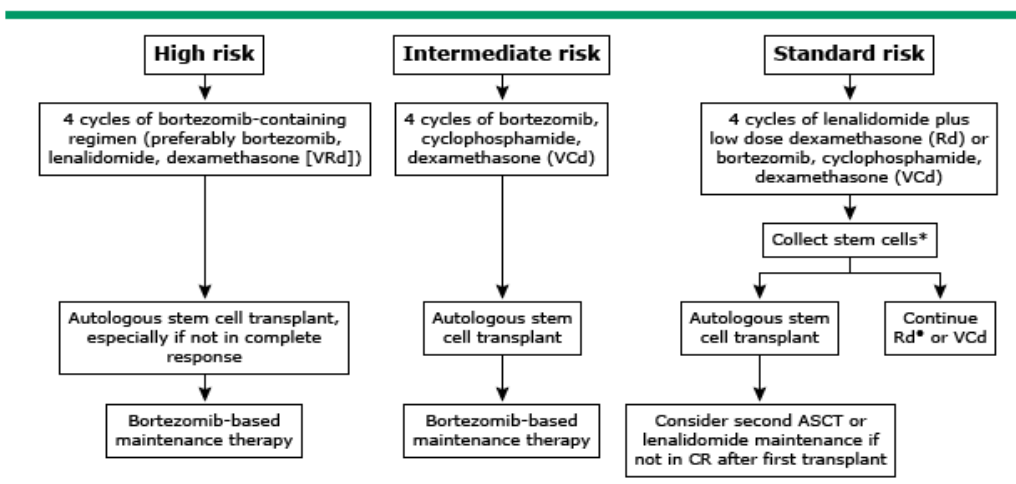 High risk
4 cycles of bortezomib-containing
regimen (preferably bortezomib,
lenalidomide, dexamethasone [VRd])
Autologous stem cell transplant,
especially if not in complete
response
Bortezomib-based
maintenance therapy
Intermediate risk
4 cycles of bortezomib,
cyclophosphamide,
dexamethasone (VCd)
Autologous stem
cell transplant
Bortezomib-based
maintenance therapy
Standard risk
4 cycles of lenalidomide plus
low dose dexamethasone (Rd) or
bortezomib, cyclophosphamide,
dexamethasone (VCd)
Collect stem cells*
Autologous stem
cell transplant
Continue
Rd• or VCd
Consider second ASCT or
lenalidomide maintenance if
not in CR after first transplant